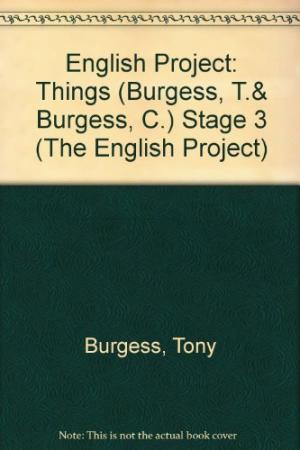 English Project:
Things (Burgess, T.&
Burgess, C.) Stage 3
(The English Project)
Burgess, Tony
Note: This is not the actual book cover